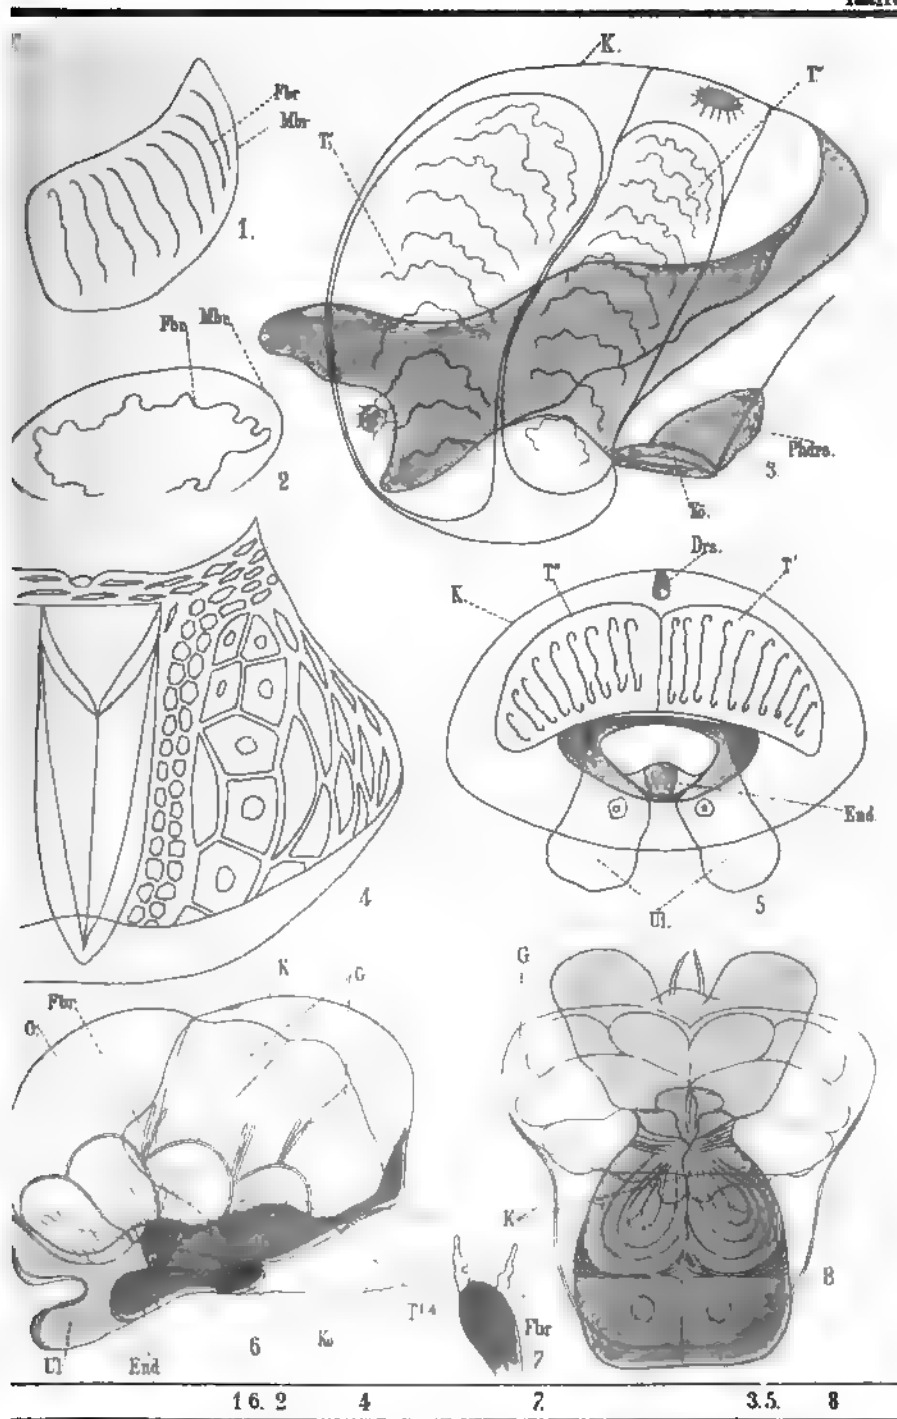 K.
T.''
Fbr
Mbr
T.'
1.
Fbr.
Mbr.
2
3.
Phdrs.
Kö.
Drs.
T.''
T.'
K.
End.
4
Ul.
5
K
G
G
Fbr.
O.
K
8
Fbr
7
6
Ul
End
1 6. 2 4 7. 3. 5. 8